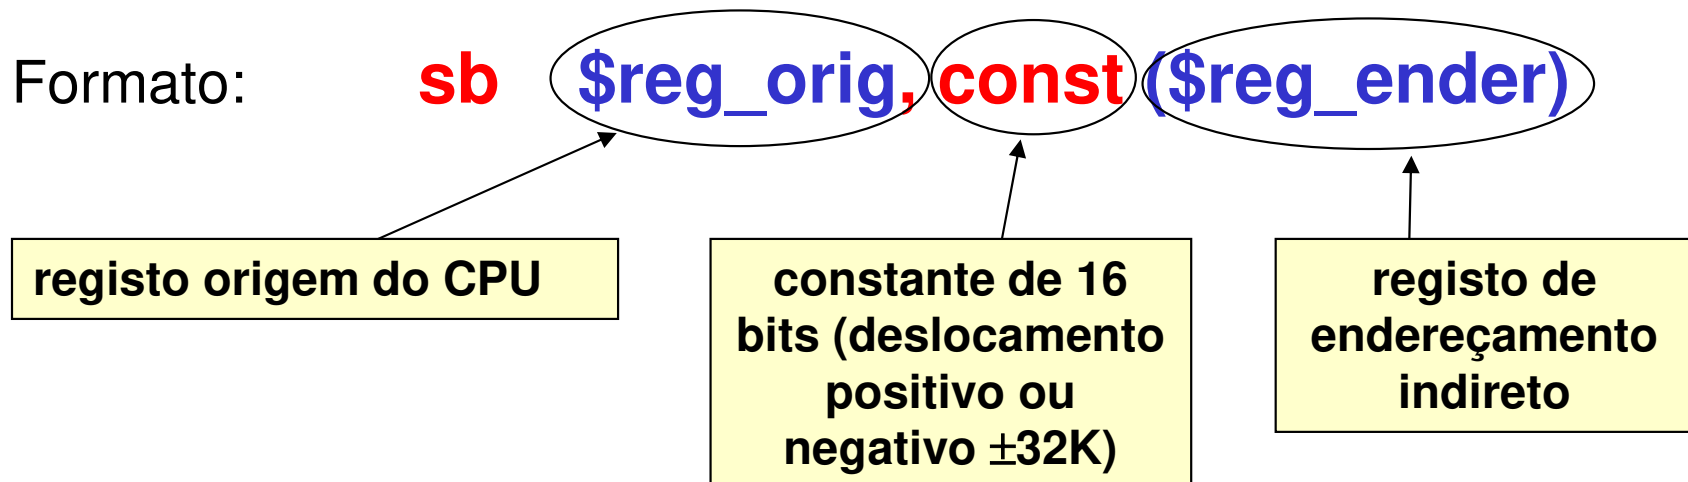 Formato: sb $reg_orig, const ($reg_ender)
registo origem do CPU
constante de 16
bits (deslocamento
positivo ou
negativo ±32K)
registo de
endereçamento
indireto